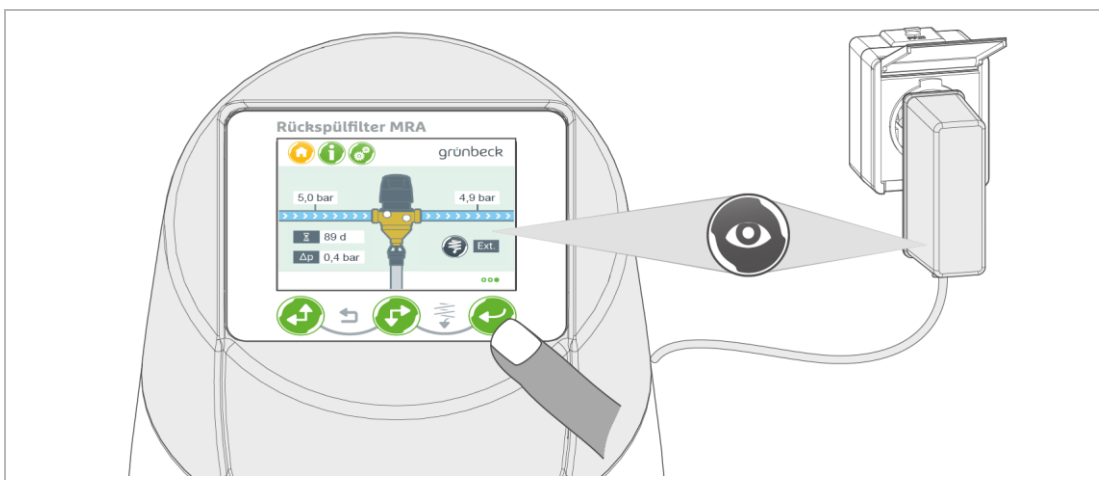 Rückspülfilter MRA
grünbeck
5,0 bar
4,9 bar
89 d
Ext.
Δp 0,4 bar